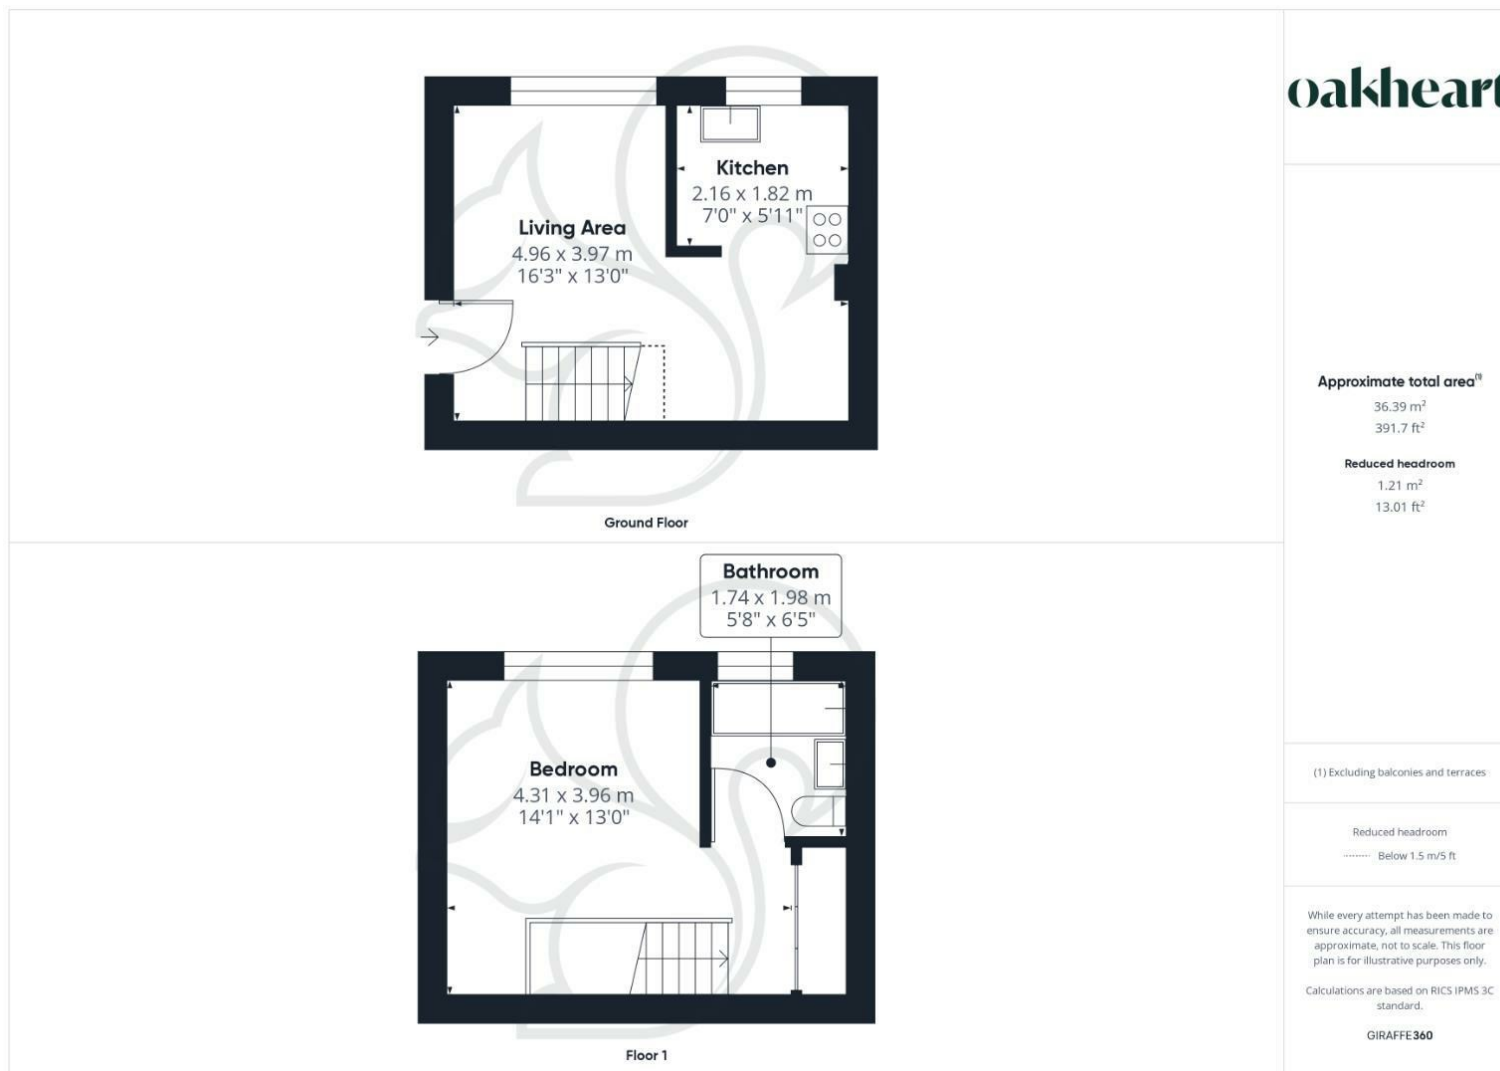 Kitchen
2.16 x 1.82 m
7'0" x 5'11"
Living Area
4.96 x 3.97 m
16'3" x 13'0"
Ground Floor
Bathroom
1.74 x 1.98 m
5'8" x 6'5"
Bedroom
4.31 x 3.96 m
14'1" x 13'0"
Floor 1
oakheart
Approximate total area(1)
36.39 m²
391.7 ft²
Reduced headroom
1.21 m²
13.01 ft²
(1) Excluding balconies and terraces
Reduced headroom
Below 1.5 m/5 ft
While every attempt has been made to
ensure accuracy, all measurements are
approximate, not to scale. This floor
plan is for illustrative purposes only.
Calculations are based on RICS IPMS 3C
standard.
GIRAFFE360